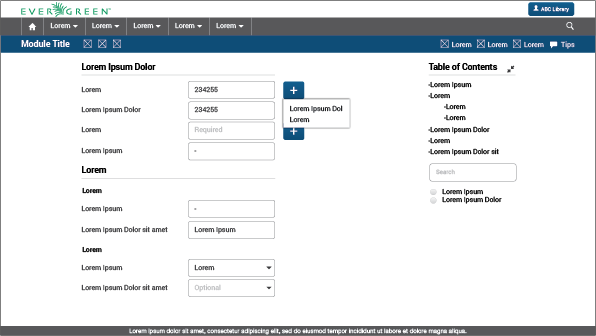 EVERGREEN™
ABC Library
Lorem Lorem Lorem Lorem Lorem
Module Title
Lorem Lorem Lorem Tips
Lorem Ipsum Dolor
Lorem 234255
Lorem Ipsum Dolor 234255
Lorem Ipsum Dol
Lorem
Lorem Required
Lorem Ipsum -
Lorem
Lorem
Lorem Ipsum -
Lorem Ipsum Dolor sit amet Lorem Ipsum
Lorem
Lorem Ipsum Lorem
Lorem Ipsum Dolor sit amet Optional
Table of Contents
-Lorem Ipsum
-Lorem
-Lorem
-Lorem
-Lorem Ipsum Dolor
-Lorem
-Lorem Ipsum Dolor sit
Search
Lorem Ipsum
Lorem Ipsum Dolor
Lorem ipsum dolor sit amet, consectetur adipiscing elit, sed do eiusmod tempor incididunt ut labore et dolore magna aliqua.